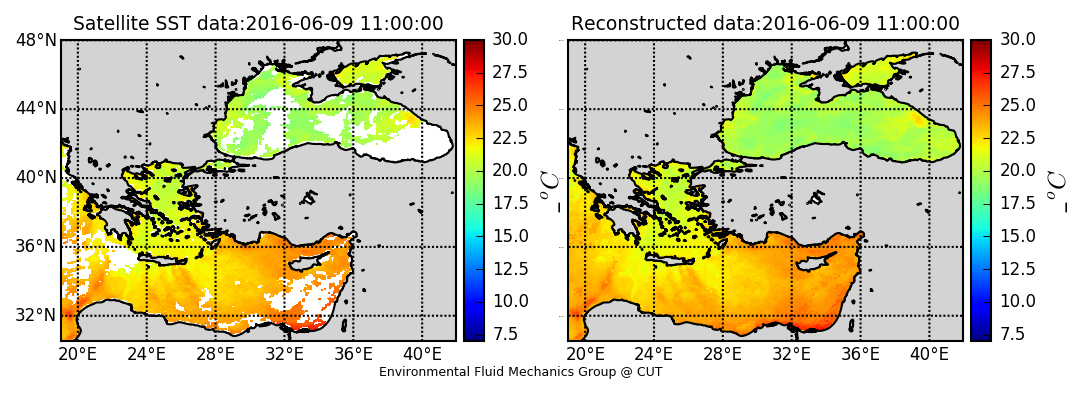 Satellite SST data:2016-06-09 11:00:00
48°N
44°N
40°N
36°N
32°N
20°E 24°E 28°E 32°E 36°E 40°E
30.0
27.5
25.0
22.5
20.0
17.5
15.0
12.5
10.0
7.5
_ °C
Reconstructed data:2016-06-09 11:00:00
20°E 24°E 28°E 32°E 36°E 40°E
30.0
27.5
25.0
22.5
20.0
17.5
15.0
12.5
10.0
7.5
_ °C
Environmental Fluid Mechanics Group @ CUT